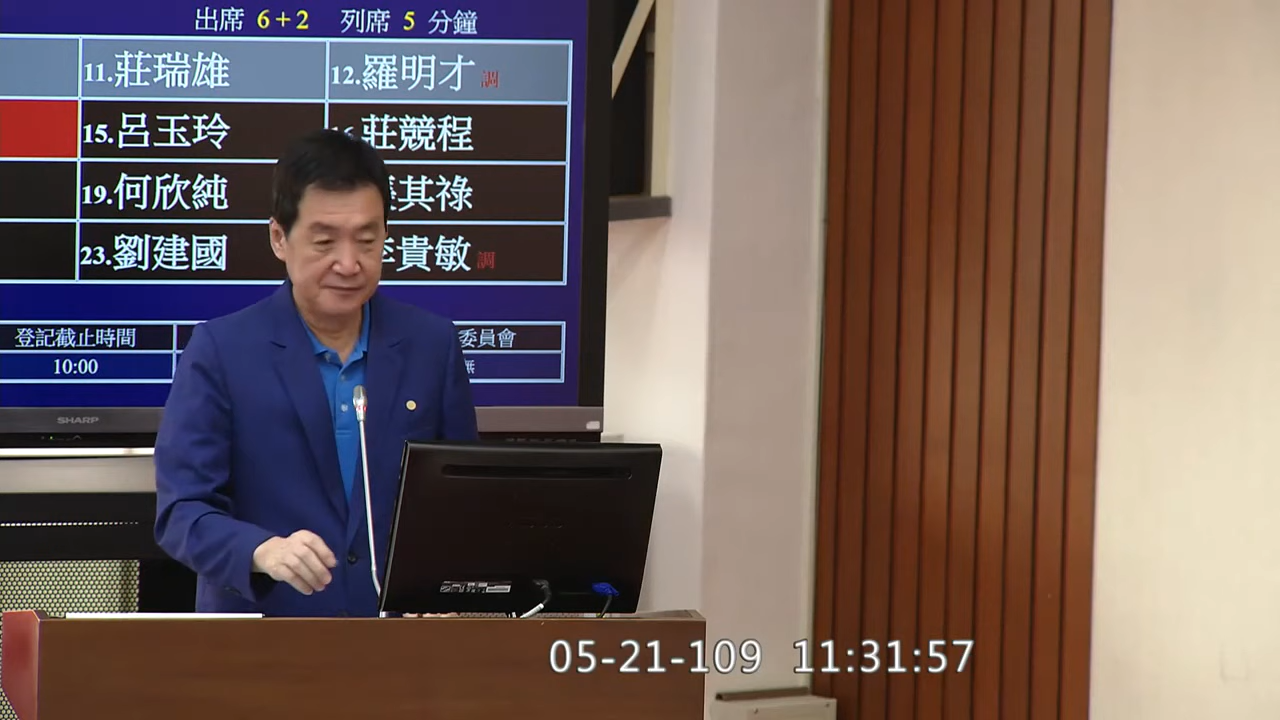 出席 6+2 列席 5 分鐘
11.莊瑞雄 12.羅明才 調
15.呂玉玲 莊競程
19.何欣純 其祿
23.劉建國 李貴敏 調
登記截止時間 委員會
10:00 無
SHARP
05-21-109 11:31:57